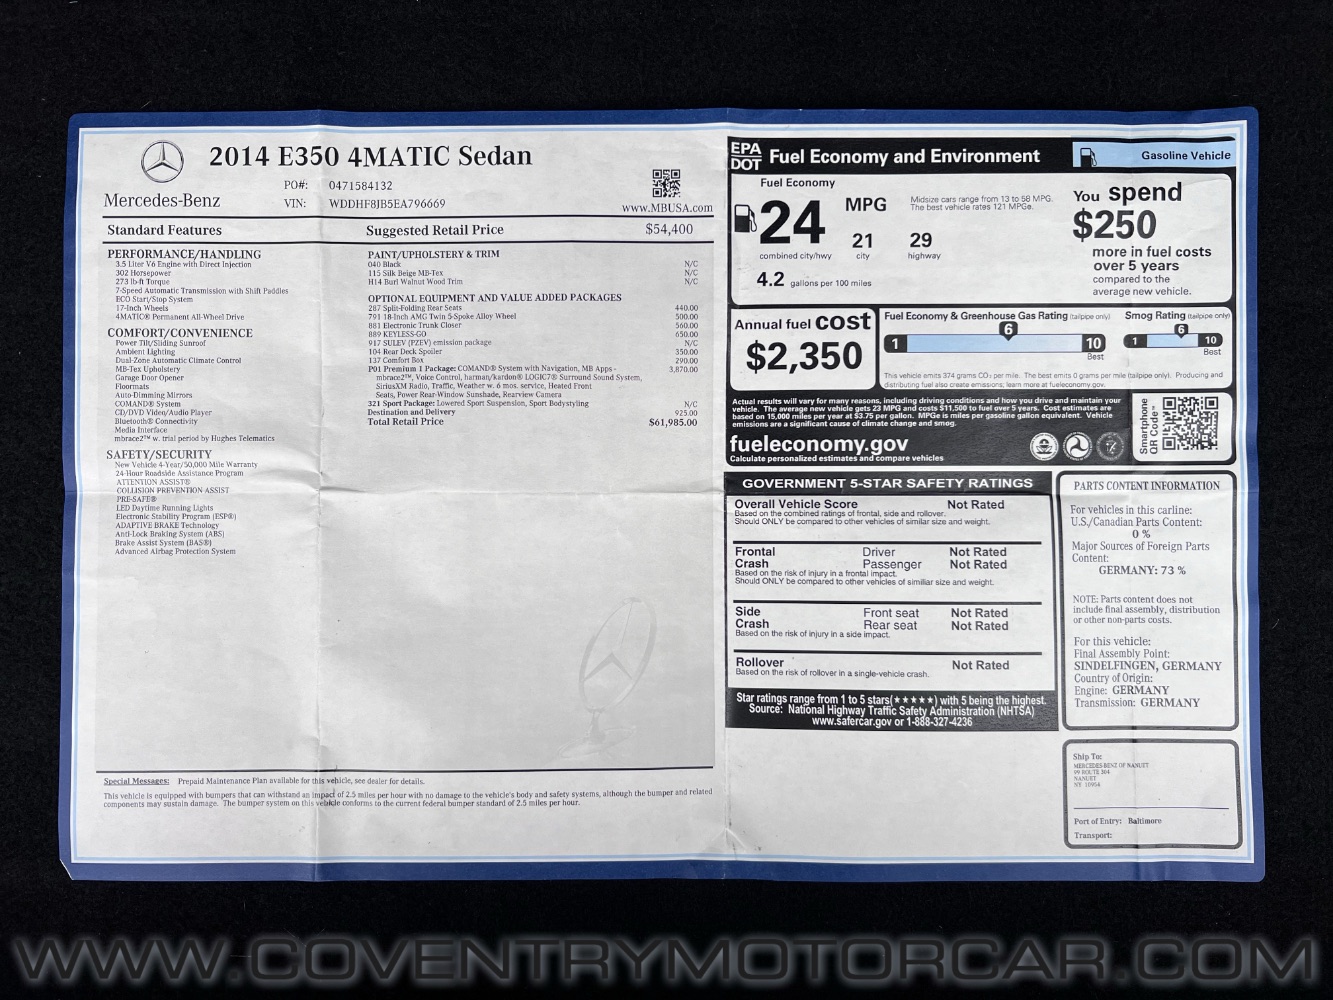 2014 E350 4MATIC Sedan
Mercedes-Benz
PO#: 0471584132
VIN: WDDHF8JB5EA796669
www.MBUSA.com
Standard Features
Suggested Retail Price $54,400
PERFORMANCE/HANDLING
3.5 Liter V6 Engine with Direct Injection
302 Horsepower
273 lb-ft Torque
7-Speed Automatic Transmission with Shift Paddles
ECO Start/Stop System
17-Inch Wheels
4MATIC® Permanent All-Wheel Drive
COMFORT/CONVENIENCE
Power Tilt/Sliding Sunroof
Ambient Lighting
Dual-Zone Automatic Climate Control
MB-Tex Upholstery
Garage Door Opener
Floormats
Auto-Dimming Mirrors
COMAND® System
CD/DVD Video/Audio Player
Bluetooth® Connectivity
Media Interface
mbrace2™ w. trial period by Hughes Telematics
SAFETY/SECURITY
New Vehicle 4-Year/50,000 Mile Warranty
24-Hour Roadside Assistance Program
ATTENTION ASSIST®
COLLISION PREVENTION ASSIST
PRE-SAFE®
LED Daytime Running Lights
Electronic Stability Program (ESP®)
ADAPTIVE BRAKE Technology
Anti-Lock Braking System (ABS)
Brake Assist System (BAS®)
Advanced Airbag Protection System
PAINT/UPHOLSTERY & TRIM
040 Black N/C
115 Silk Beige MB-Tex N/C
H14 Burl Walnut Wood Trim N/C
OPTIONAL EQUIPMENT AND VALUE ADDED PACKAGES
287 Split-Folding Rear Seats 440.00
791 18-Inch AMG Twin 5-Spoke Alloy Wheel 500.00
881 Electronic Trunk Closer 560.00
889 KEYLESS-GO 650.00
917 SULEV (PZEV) emission package N/C
104 Rear Deck Spoiler 350.00
137 Comfort Box 290.00
P01 Premium 1 Package: COMAND® System with Navigation, MB Apps - 3,870.00
mbrace2™, Voice Control, harman/kardon® LOGIC7® Surround Sound System,
SiriusXM Radio, Traffic, Weather w. 6 mos. service, Heated Front
Seats, Power Rear-Window Sunshade, Rearview Camera
321 Sport Package: Lowered Sport Suspension, Sport Bodystyling N/C
Destination and Delivery 925.00
Total Retail Price $61,985.00
Special Messages: Prepaid Maintenance Plan available for this vehicle, see dealer for details.
This vehicle is equipped with bumpers that can withstand an impact of 2.5 miles per hour with no damage to the vehicle's body and safety systems, although the bumper and related
components may sustain damage. The bumper system on this vehicle conforms to the current federal bumper standard of 2.5 miles per hour.
EPA
DOT
Fuel Economy and Environment
Gasoline Vehicle
Fuel Economy
24 MPG
combined city/hwy
21
city
29
highway
4.2 gallons per 100 miles
Midsize cars range from 13 to 58 MPG.
The best vehicle rates 121 MPGe.
You spend
$250
more in fuel costs
over 5 years
compared to the
average new vehicle.
Annual fuel cost
$2,350
Fuel Economy & Greenhouse Gas Rating (tailpipe only)
1 6 10
Best
Smog Rating (tailpipe only)
1 6 10
Best
This vehicle emits 374 grams CO₂ per mile. The best emits 0 grams per mile (tailpipe only). Producing and
distributing fuel also create emissions; learn more at fueleconomy.gov.
Actual results will vary for many reasons, including driving conditions and how you drive and maintain your
vehicle. The average new vehicle gets 23 MPG and costs $11,500 to fuel over 5 years. Cost estimates are
based on 15,000 miles per year at $3.75 per gallon. MPGe is miles per gasoline gallon equivalent. Vehicle
emissions are a significant cause of climate change and smog.
fueleconomy.gov
Calculate personalized estimates and compare vehicles
Smartphone
QR Code™
GOVERNMENT 5-STAR SAFETY RATINGS
Overall Vehicle Score Not Rated
Based on the combined ratings of frontal, side and rollover.
Should ONLY be compared to other vehicles of similar size and weight.
Frontal Driver Not Rated
Crash Passenger Not Rated
Based on the risk of injury in a frontal impact.
Should ONLY be compared to other vehicles of similar size and weight.
Side Front seat Not Rated
Crash Rear seat Not Rated
Based on the risk of injury in a side impact.
Rollover Not Rated
Based on the risk of rollover in a single-vehicle crash.
Star ratings range from 1 to 5 stars(★★★★★) with 5 being the highest.
Source: National Highway Traffic Safety Administration (NHTSA)
www.safercar.gov or 1-888-327-4236
PARTS CONTENT INFORMATION
For vehicles in this carline:
U.S./Canadian Parts Content:
0 %
Major Sources of Foreign Parts
Content:
GERMANY: 73 %
NOTE: Parts content does not
include final assembly, distribution
or other non-parts costs.
For this vehicle:
Final Assembly Point:
SINDELFINGEN, GERMANY
Country of Origin:
Engine: GERMANY
Transmission: GERMANY
Ship To:
MERCEDES-BENZ OF NANUET
99 ROUTE 304
NANUET
NY 10954
Port of Entry: Baltimore
Transport:
WWW.COVENTRYMOTORCAR.COM